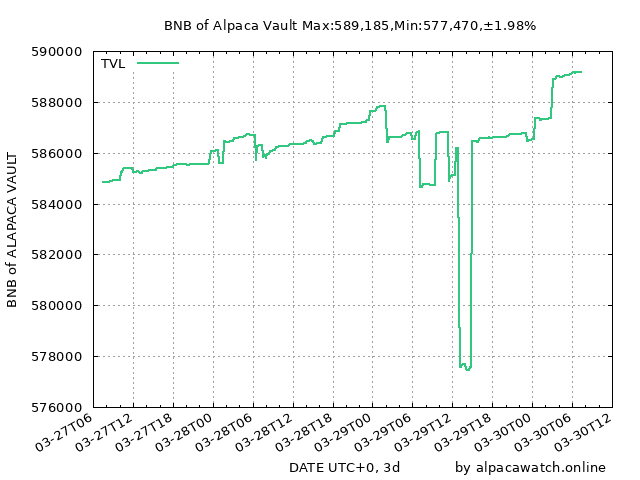 BNB of Alpaca Vault Max:589,185,Min:577,470,±1.98%
TVL
590000
588000
586000
584000
582000
580000
578000
576000
BNB of ALAPACA VAULT
03-27T06
03-27T12
03-27T18
03-28T00
03-28T06
03-28T12
03-28T18
03-29T00
03-29T06
03-29T12
03-29T18
03-30T00
03-30T06
03-30T12
DATE UTC+0, 3d
by alpacawatch.online